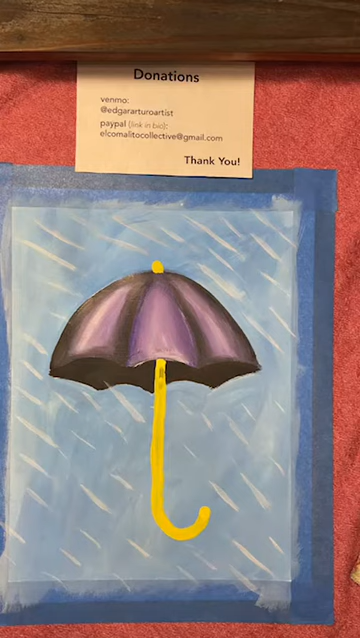 Donations
venmo:
@edgararturoartist
paypal (link in bio):
elcomalitocollective@gmail.com
Thank You!